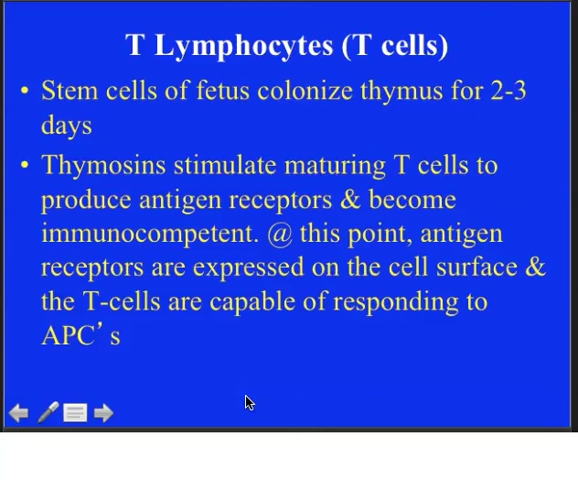 T Lymphocytes (T cells)
• Stem cells of fetus colonize thymus for 2-3
days
• Thymosins stimulate maturing T cells to
produce antigen receptors & become
immunocompetent. @ this point, antigen
receptors are expressed on the cell surface &
the T-cells are capable of responding to
APC’s